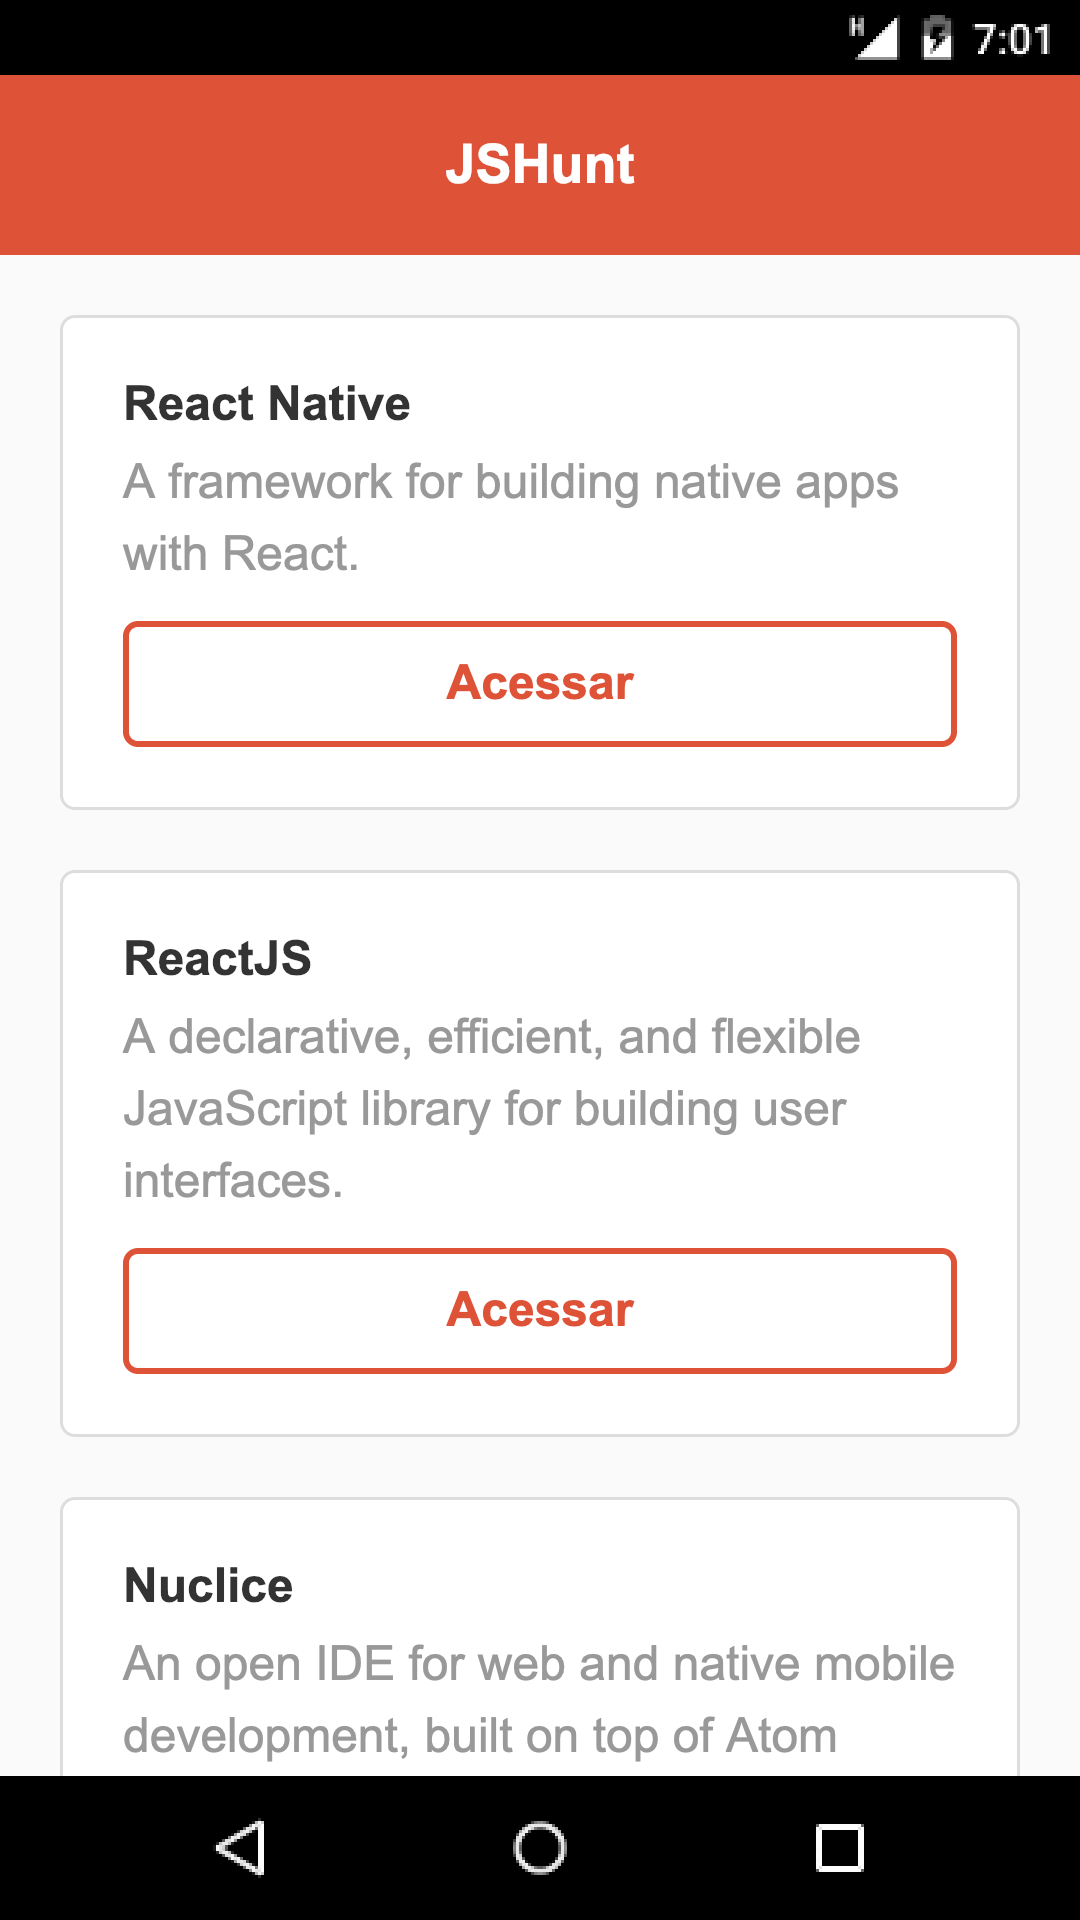 H 7:01
JSHunt
React Native
A framework for building native apps
with React.
Acessar
ReactJS
A declarative, efficient, and flexible
JavaScript library for building user
interfaces.
Acessar
Nuclice
An open IDE for web and native mobile
development, built on top of Atom